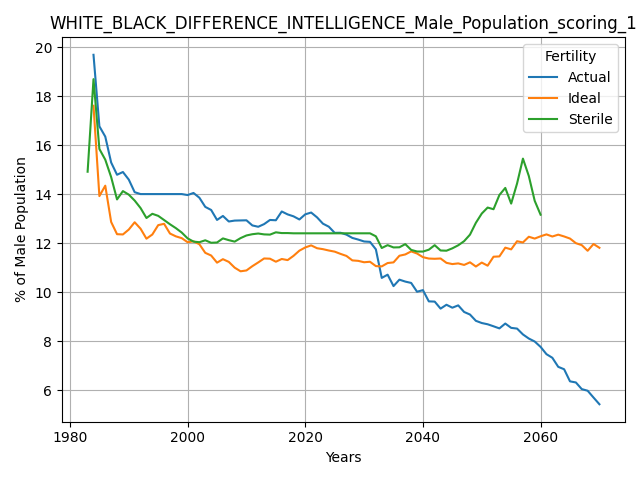 WHITE_BLACK_DIFFERENCE_INTELLIGENCE_Male_Population_scoring_1
Fertility
Actual
Ideal
Sterile
% of Male Population
20
18
16
14
12
10
8
6
1980
2000
2020
2040
2060
Years